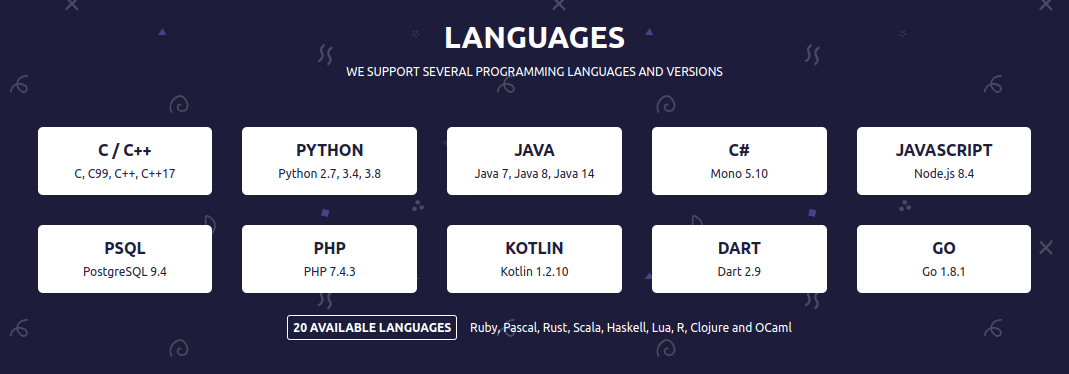 LANGUAGES
WE SUPPORT SEVERAL PROGRAMMING LANGUAGES AND VERSIONS
C / C++
C, C99, C++, C++17
PYTHON
Python 2.7, 3.4, 3.8
JAVA
Java 7, Java 8, Java 14
C#
Mono 5.10
JAVASCRIPT
Node.js 8.4
PSQL
PostgreSQL 9.4
PHP
PHP 7.4.3
KOTLIN
Kotlin 1.2.10
DART
Dart 2.9
GO
Go 1.8.1
20 AVAILABLE LANGUAGES Ruby, Pascal, Rust, Scala, Haskell, Lua, R, Clojure and OCaml